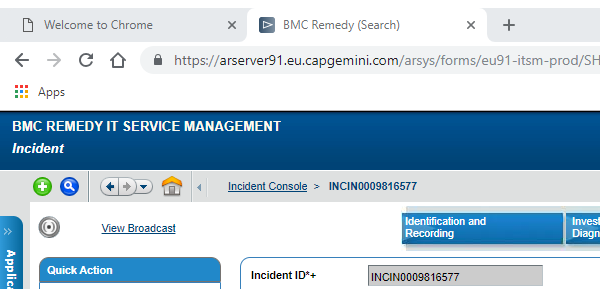 Welcome to Chrome
BMC Remedy (Search)
https://arserver91.eu.capgemini.com/arsys/forms/eu91-itsm-prod/SH
Apps
BMC REMEDY IT SERVICE MANAGEMENT
Incident
Incident Console > INCIN0009816577
View Broadcast
Identification and
Recording
Invest
Diagn
Applica
Quick Action
Incident ID*+
INCIN0009816577